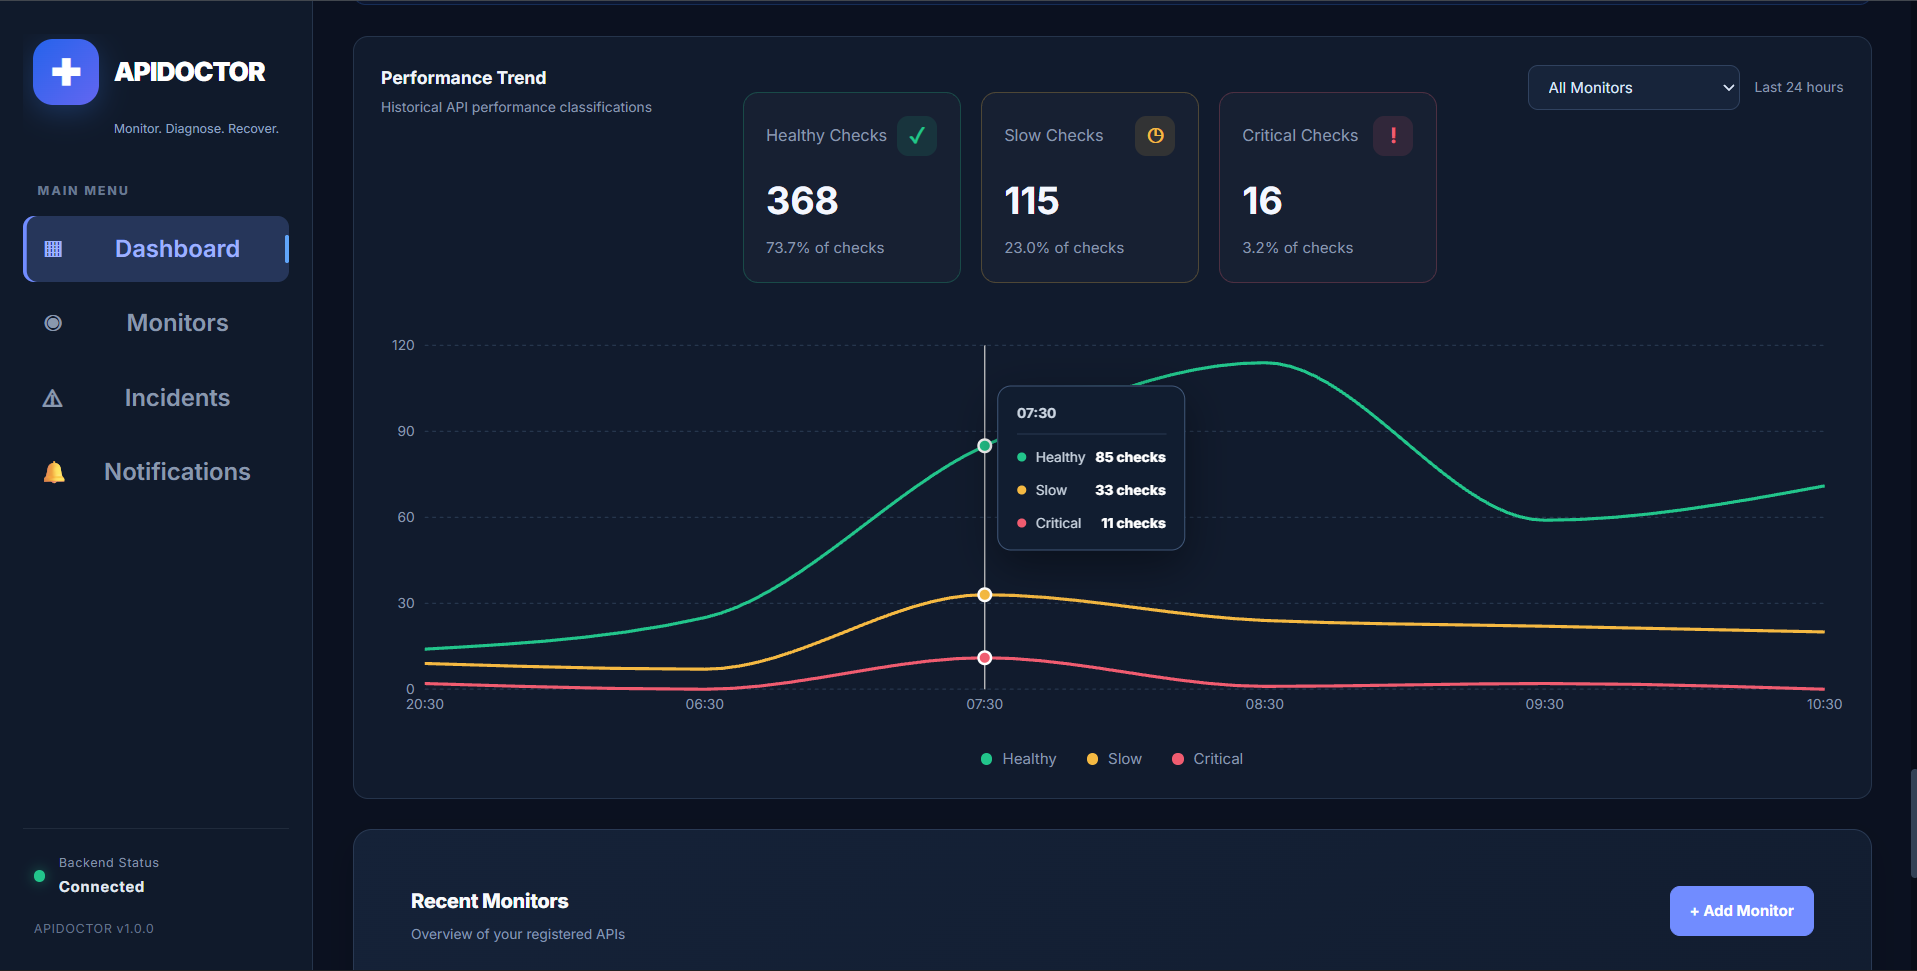 APIDOCTOR
Monitor. Diagnose. Recover.
MAIN MENU
Dashboard
Monitors
Incidents
Notifications
Backend Status
Connected
APIDOCTOR v1.0.0
Performance Trend
Historical API performance classifications
Healthy Checks
368
73.7% of checks
Slow Checks
115
23.0% of checks
Critical Checks
16
3.2% of checks
All Monitors
Last 24 hours
120
90
60
30
0
20:30
06:30
07:30
08:30
09:30
10:30
07:30
Healthy 85 checks
Slow 33 checks
Critical 11 checks
Healthy
Slow
Critical
Recent Monitors
Overview of your registered APIs
+ Add Monitor